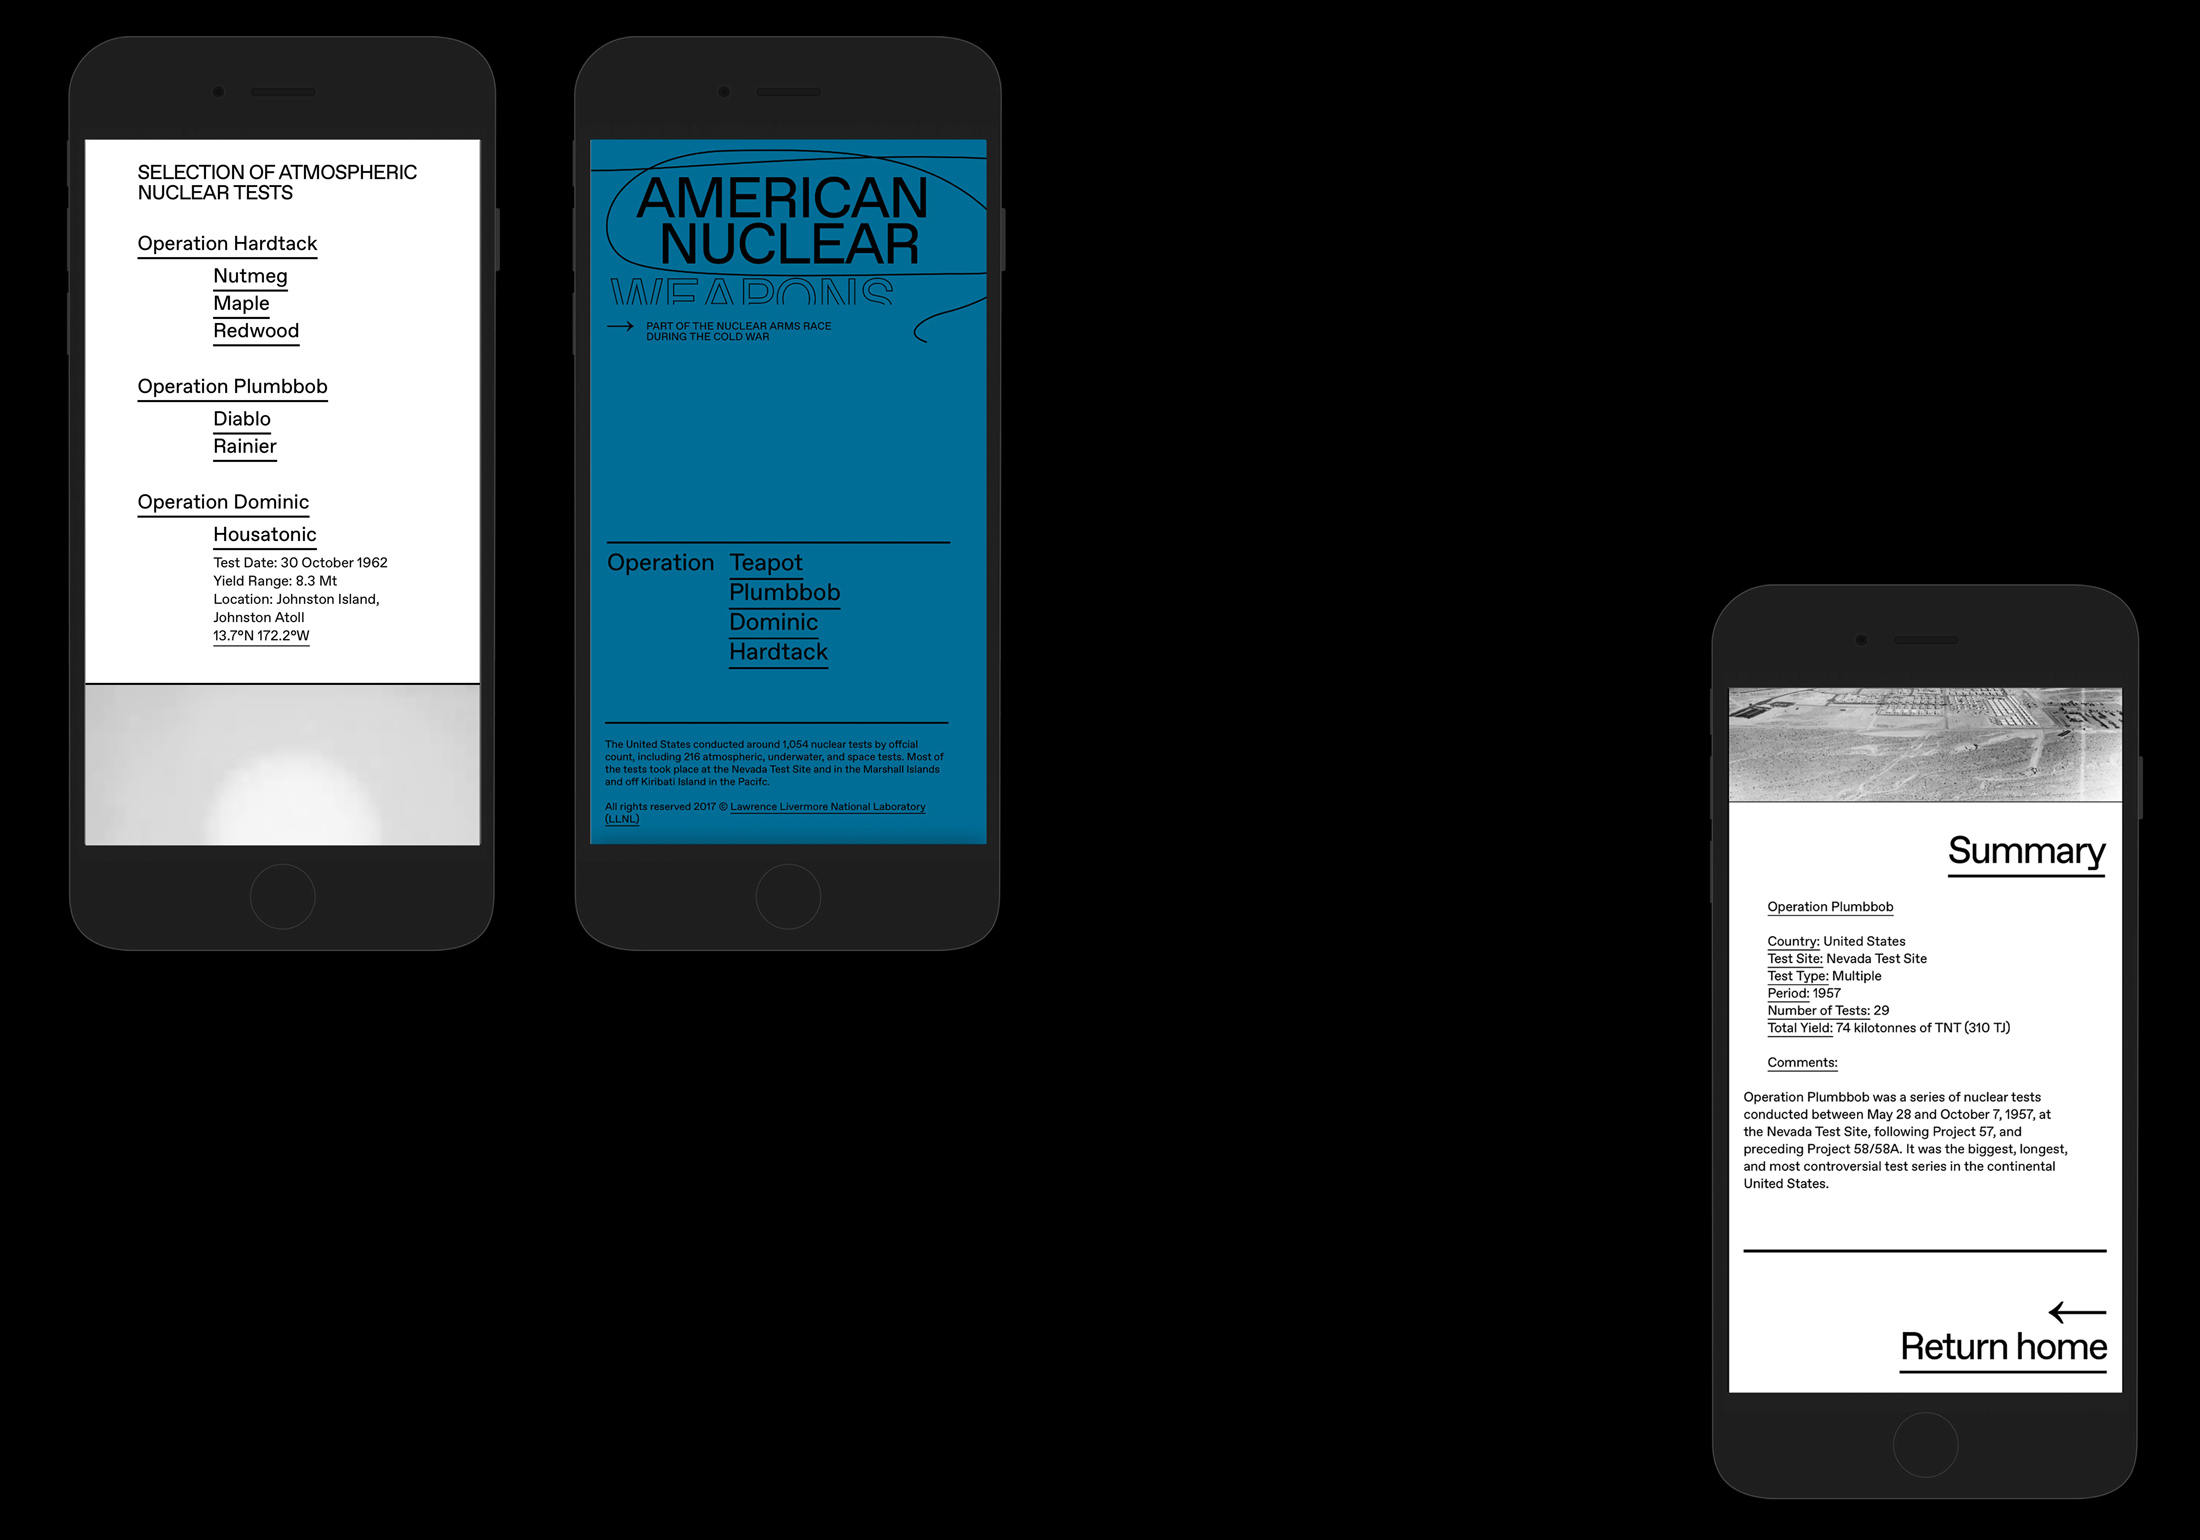 SELECTION OF ATMOSPHERIC
NUCLEAR TESTS
Operation Hardtack
Nutmeg
Maple
Redwood
Operation Plumbbob
Diablo
Rainier
Operation Dominic
Housatonic
Test Date: 30 October 1962
Yield Range: 8.3 Mt
Location: Johnston Island,
Johnston Atoll
13.7°N 172.2°W
AMERICAN
NUCLEAR
WEAPONS
→ PART OF THE NUCLEAR ARMS RACE
DURING THE COLD WAR
Operation Teapot
Plumbbob
Dominic
Hardtack
The United States conducted around 1,054 nuclear tests by offcial
count, including 216 atmospheric, underwater, and space tests. Most of
the tests took place at the Nevada Test Site and in the Marshall Islands
and off Kiribati Island in the Pacifc.
All rights reserved 2017 © Lawrence Livermore National Laboratory
(LLNL)
Summary
Operation Plumbbob
Country: United States
Test Site: Nevada Test Site
Test Type: Multiple
Period: 1957
Number of Tests: 29
Total Yield: 74 kilotonnes of TNT (310 TJ)
Comments:
Operation Plumbbob was a series of nuclear tests
conducted between May 28 and October 7, 1957, at
the Nevada Test Site, following Project 57, and
preceding Project 58/58A. It was the biggest, longest,
and most controversial test series in the continental
United States.
←
Return home